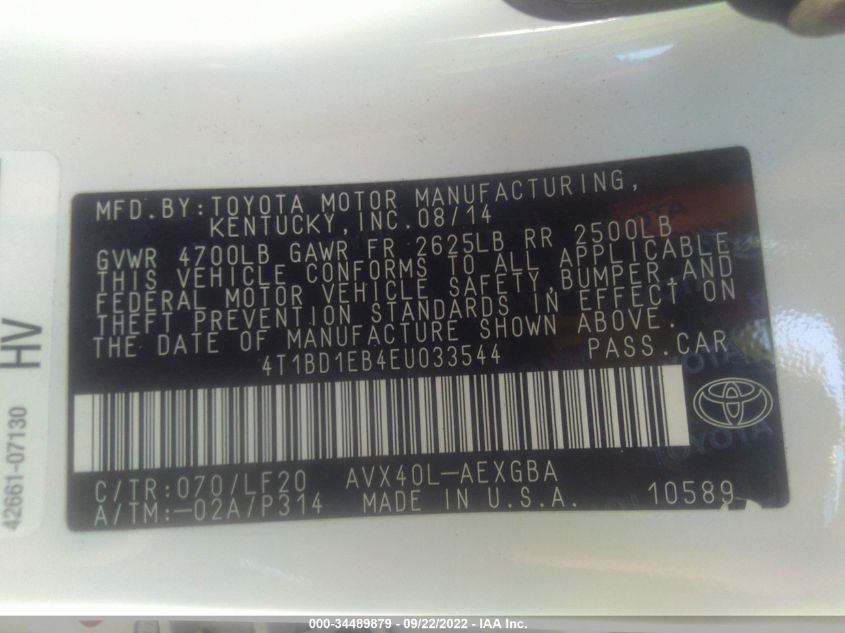 MFD.BY:TOYOTA MOTOR MANUFACTURING,
KENTUCKY,INC.08/14
GVWR 4700LB GAWR FR 2625LB RR 2500LB
THIS VEHICLE CONFORMS TO ALL APPLICABLE
FEDERAL MOTOR VEHICLE SAFETY,BUMPER,AND
THEFT PREVENTION STANDARDS IN EFFECT ON
THE DATE OF MANUFACTURE SHOWN ABOVE.
4T1BD1EB4EU033544 PASS.CAR
TOYOTA
C/TR:070/LF20 AVX40L-AEXGBA
A/TM:-02A/P314 MADE IN U.S.A. 10589
42661-07130 HV
000-34489879 - 09/22/2022 - IAA Inc.